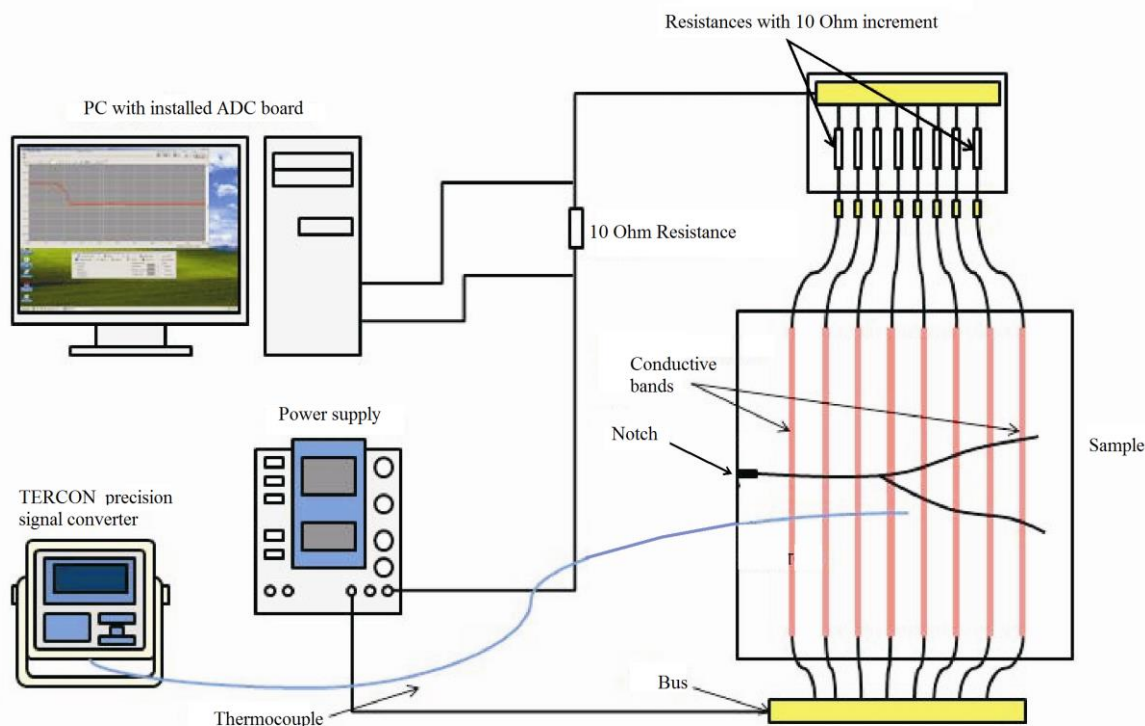 Resistances with 10 Ohm increment
PC with installed ADC board
10 Ohm Resistance
Conductive
bands
Power supply
Notch
Sample
TERCON precision
signal converter
Bus
Thermocouple